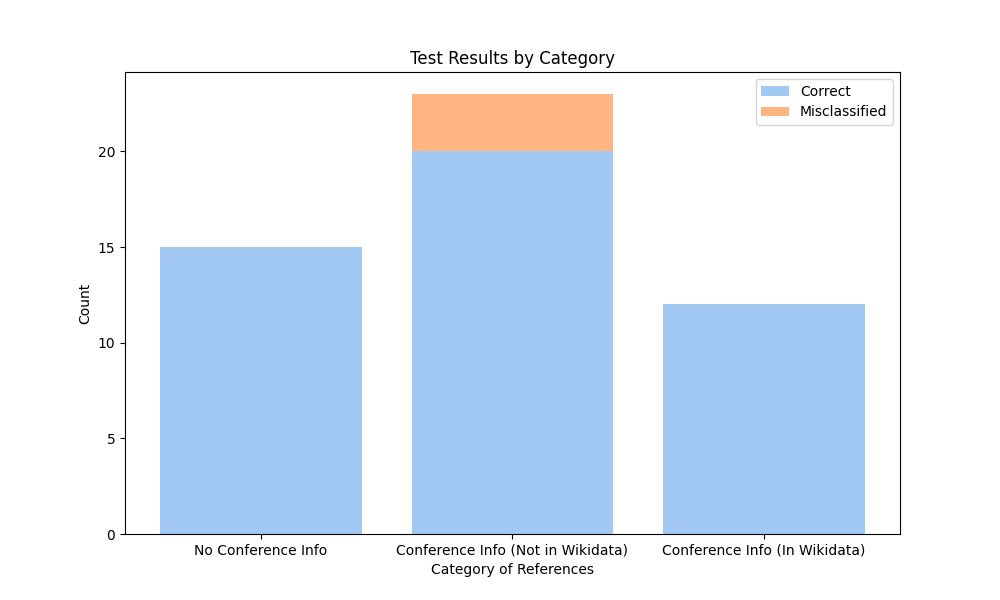 Test Results by Category
Correct
Misclassified
Count
20
15
10
5
0
No Conference Info
Conference Info (Not in Wikidata)
Conference Info (In Wikidata)
Category of References